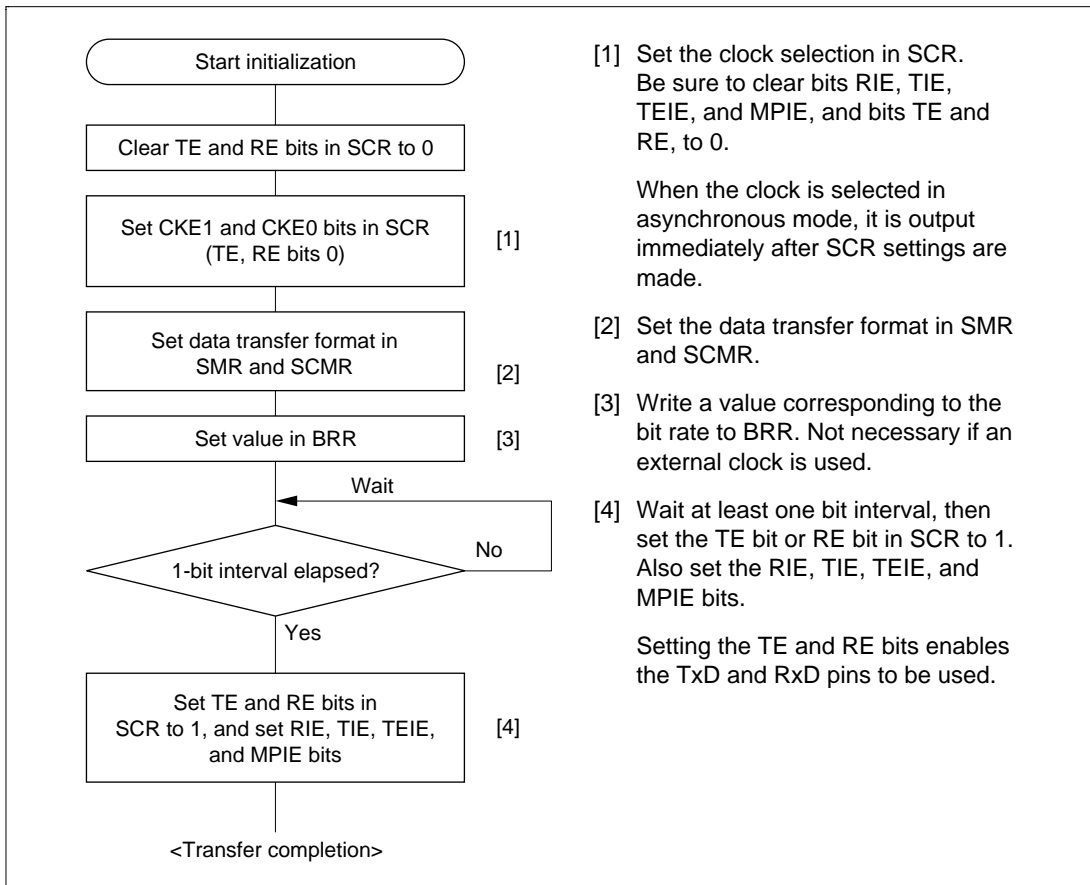 Start initialization
Clear TE and RE bits in SCR to 0
Set CKE1 and CKE0 bits in SCR
(TE, RE bits 0)
[1]
Set data transfer format in
SMR and SCMR
[2]
Set value in BRR
[3]
Wait
1-bit interval elapsed?
No
Yes
Set TE and RE bits in
SCR to 1, and set RIE, TIE, TEIE,
and MPIE bits
[4]
<Transfer completion>
[1] Set the clock selection in SCR.
Be sure to clear bits RIE, TIE,
TEIE, and MPIE, and bits TE and
RE, to 0.
When the clock is selected in
asynchronous mode, it is output
immediately after SCR settings are
made.
[2] Set the data transfer format in SMR
and SCMR.
[3] Write a value corresponding to the
bit rate to BRR. Not necessary if an
external clock is used.
[4] Wait at least one bit interval, then
set the TE bit or RE bit in SCR to 1.
Also set the RIE, TIE, TEIE, and
MPIE bits.
Setting the TE and RE bits enables
the TxD and RxD pins to be used.